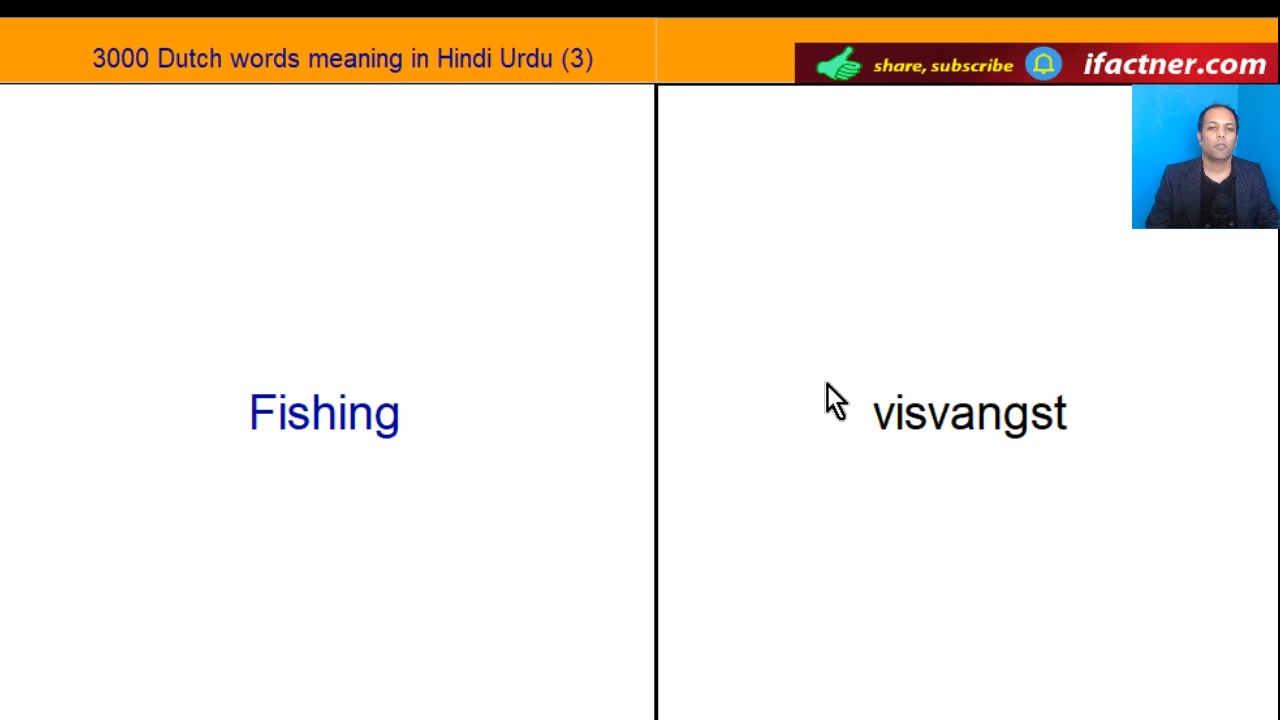 3000 Dutch words meaning in Hindi Urdu (3)
share, subscribe
ifactner.com
Fishing
visvangst